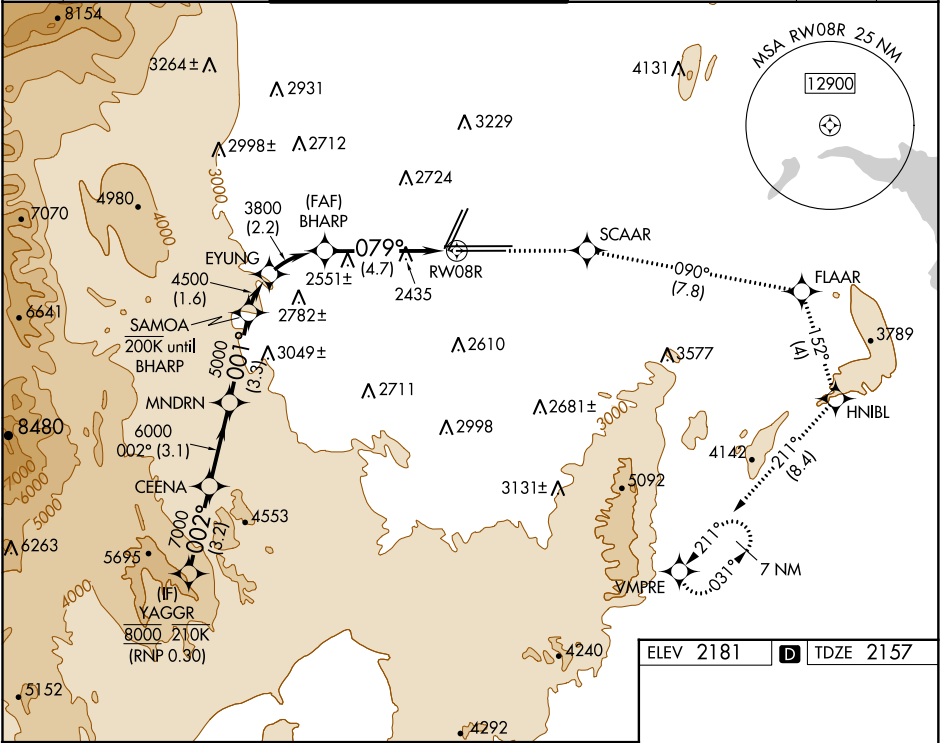 8154
3264±
2931
4131
MSA RW08R 25 NM
12900
3229
2998±
2712
3000
2724
4980
4000
7070
3800
(2.2)
(FAF)
BHARP
EYUNG
079°
(4.7)
2551±
2435
RW08R
SCAAR
090°
(7.8)
FLAAR
4500
(1.6)
2782±
SAMOA
200K until
BHARP
6641
152°
(4)
3789
5000
001°
(3.3)
3049±
2610
3577
2711
MNDRN
HNIBL
2681±
3000
8480
6000
002° (3.1)
2998
4142
211°
(8.4)
7000
6000
5000
CEENA
3131±
5092
7000
002°
(3.2)
4553
6263
5695
211°
031°
7 NM
VMPRE
4000
(IF)
YAGGR
8000 210K
(RNP 0.30)
4240
ELEV 2181
D
TDZE 2157
5152
4292